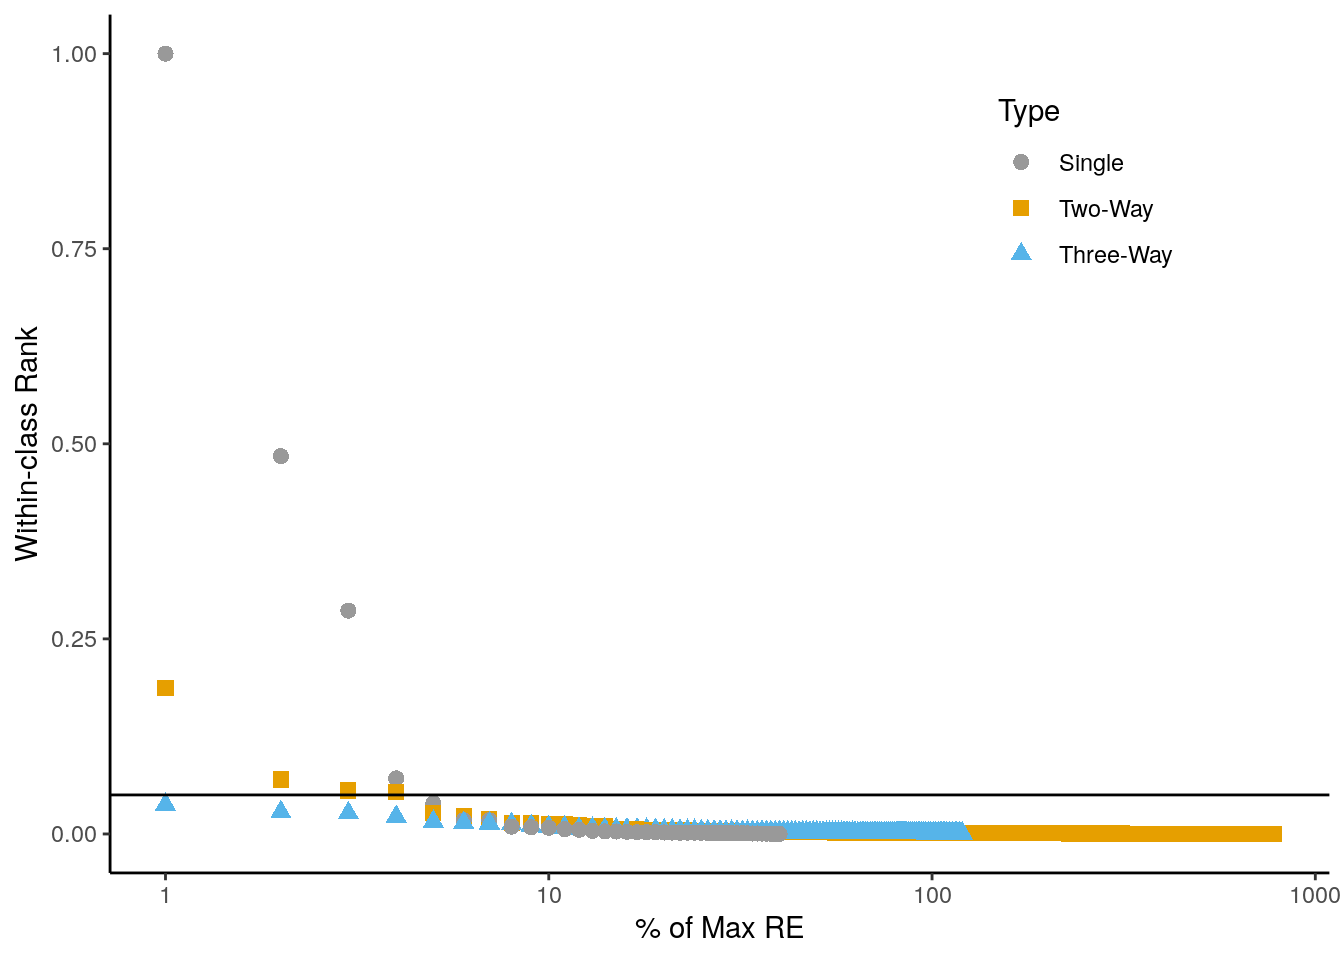 1.00
0.75
0.50
0.25
0.00
Within-class Rank
1
10
100
1000
% of Max RE
Type
Single
Two-Way
Three-Way